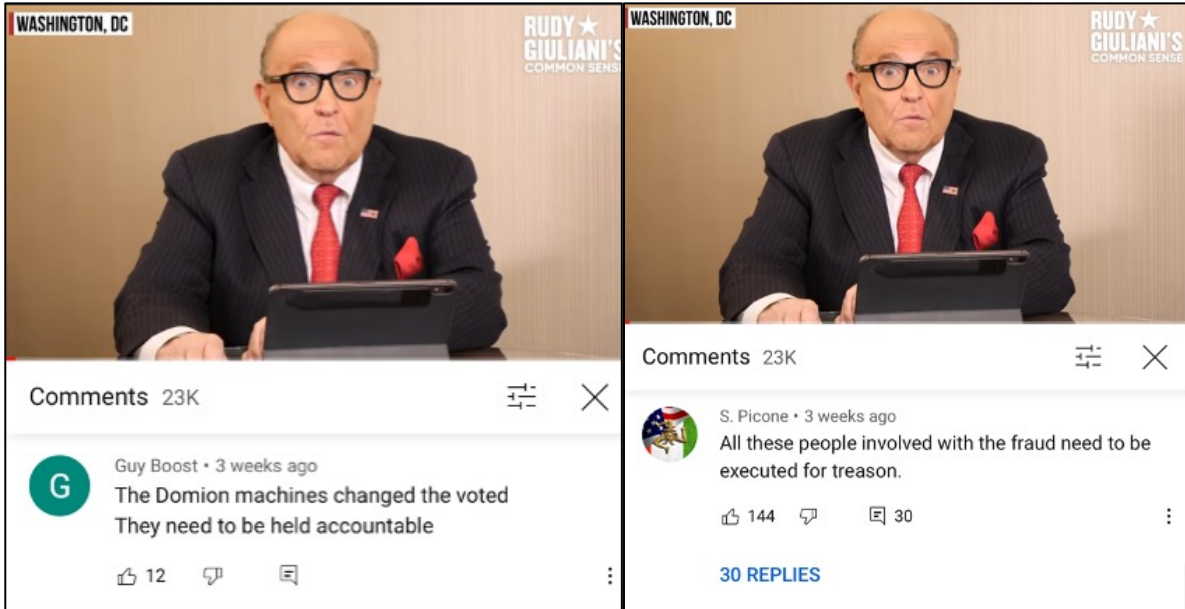 WASHINGTON, DC
RUDY★
GIULIANI'S
COMMON SENSE
Comments 23K
G
Guy Boost • 3 weeks ago
The Domion machines changed the voted
They need to be held accountable
12
WASHINGTON, DC
RUDY★
GIULIANI'S
COMMON SENSE
Comments 23K
S. Picone • 3 weeks ago
All these people involved with the fraud need to be
executed for treason.
144 30
30 REPLIES